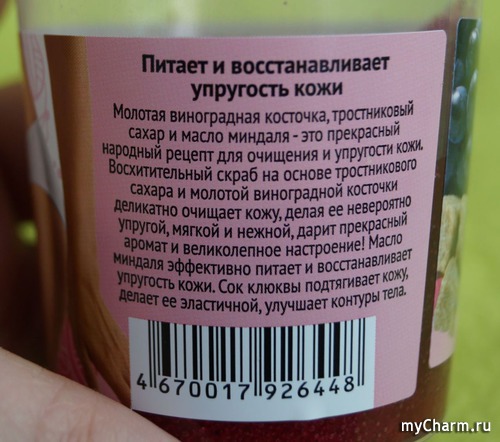 Питает и восстанавливает
упругость кожи
Молотая виноградная косточка, тростниковый
сахар и масло миндаля - это прекрасный
народный рецепт для очищения и упругости кожи.
Восхитительный скраб на основе тростникового
сахара и молотой виноградной косточки
деликатно очищает кожу, делая ее невероятно
упругой, мягкой и нежной, дарит прекрасный
аромат и великолепное настроение! Масло
миндаля эффективно питает и восстанавливает
упругость кожи. Сок клюквы подтягивает кожу,
делает ее эластичной, улучшает контуры тела.
4 670017 926448
myCharm.ru